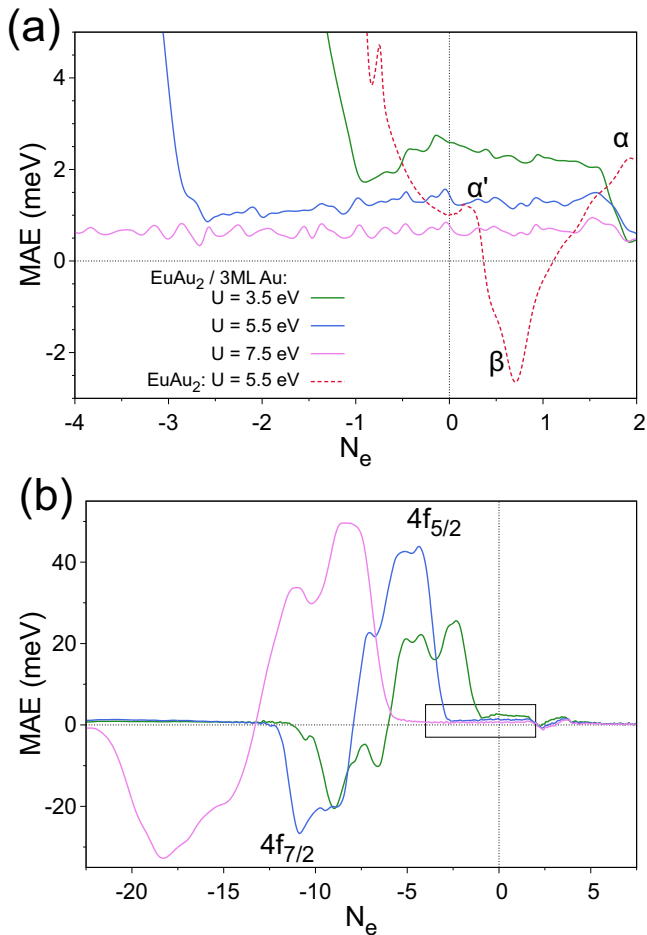 (a)
MAE (meV)
4
2
0
-2
α
α'
β
EuAu₂ / 3ML Au:
U = 3.5 eV
U = 5.5 eV
U = 7.5 eV
EuAu₂: U = 5.5 eV
-4 -3 -2 -1 0 1 2
Nₑ
(b)
MAE (meV)
40
20
0
-20
4f₅/₂
4f₇/₂
-20 -15 -10 -5 0 5
Nₑ